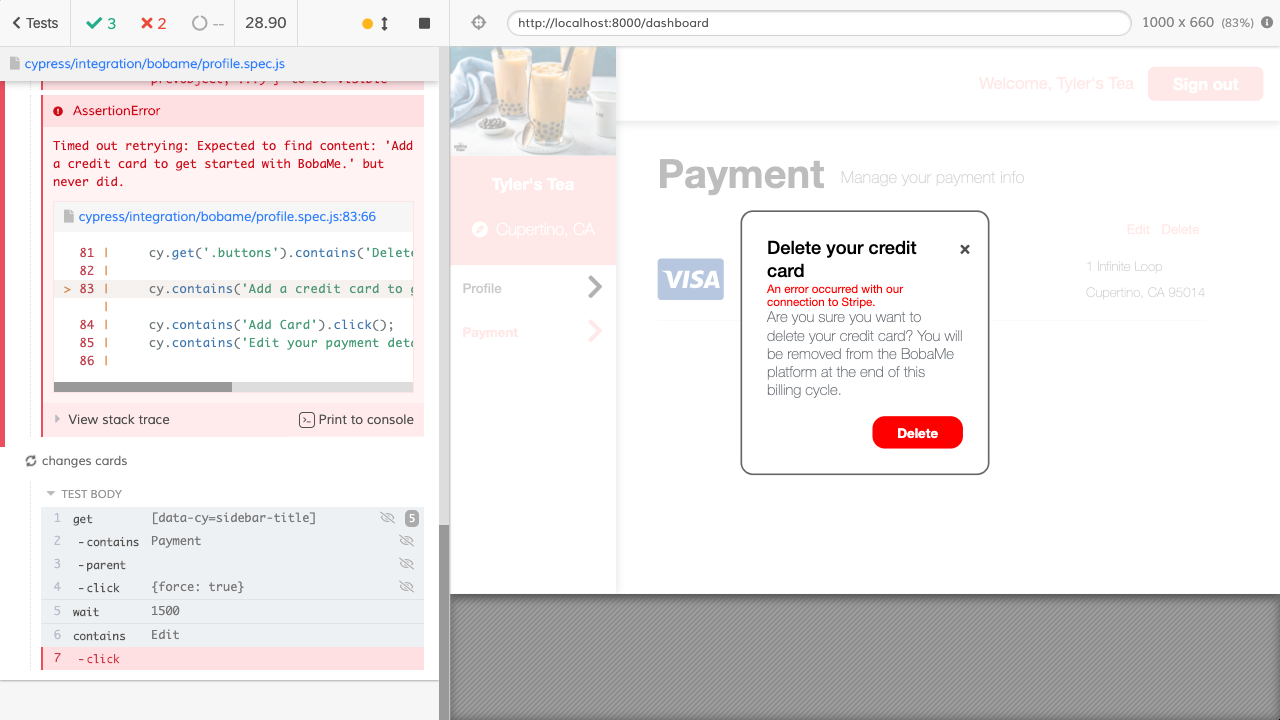 Tests
3
2
--
28.90
cypress/integration/bobame/profile.spec.js
AssertionError
Timed out retrying: Expected to find content: 'Add
a credit card to get started with BobaMe.' but
never did.
cypress/integration/bobame/profile.spec.js:83:66
81 | cy.get('.buttons').contains('Delete
82 |
> 83 | cy.contains('Add a credit card to g
|
84 | cy.contains('Add Card').click();
85 | cy.contains('Edit your payment deta
86 |
View stack trace
Print to console
changes cards
TEST BODY
1 get [data-cy=sidebar-title] 5
2 -contains Payment
3 -parent
4 -click {force: true}
5 wait 1500
6 contains Edit
7 -click
http://localhost:8000/dashboard
1000 x 660 (83%)
Welcome, Tyler's Tea
Sign out
Tyler's Tea
Cupertino, CA
Profile
Payment
Payment Manage your payment info
Edit Delete
VISA
1 Infinite Loop
Cupertino, CA 95014
Delete your credit
card
×
An error occurred with our
connection to Stripe.
Are you sure you want to
delete your credit card? You will
be removed from the BobaMe
platform at the end of this
billing cycle.
Delete